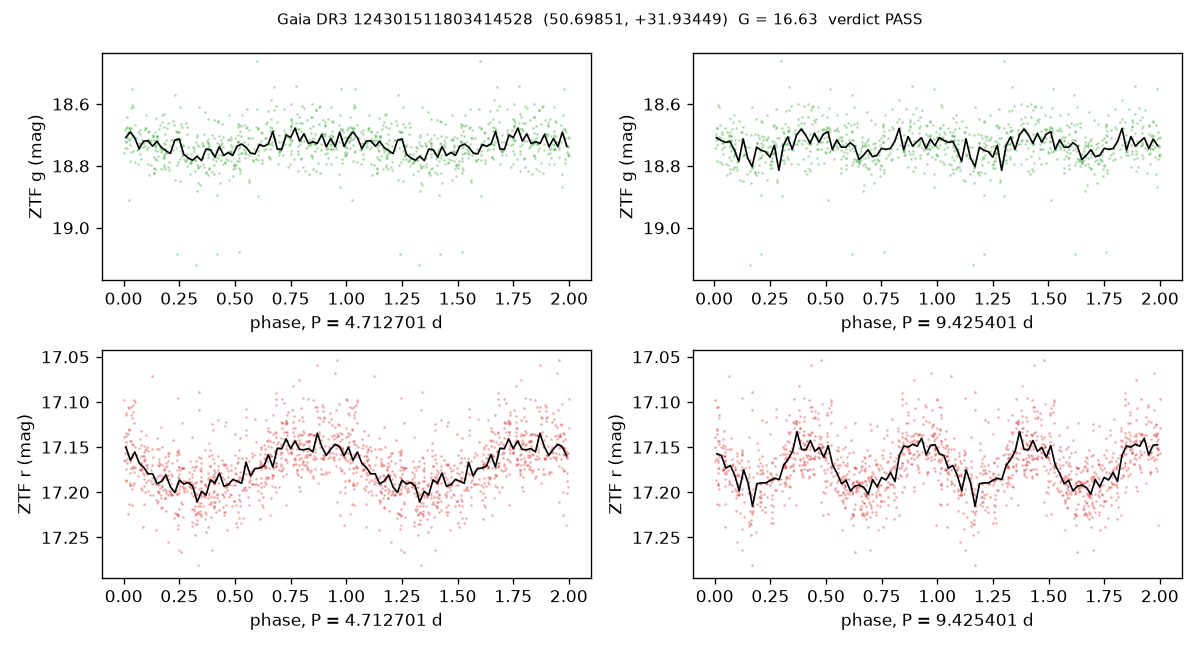 Gaia DR3 124301511803414528  (50.69851, +31.93449)  G = 16.63  verdict PASS
ZTF g (mag)
18.6
18.8
19.0
0.00 0.25 0.50 0.75 1.00 1.25 1.50 1.75 2.00
phase, P = 4.712701 d
ZTF g (mag)
18.6
18.8
19.0
0.00 0.25 0.50 0.75 1.00 1.25 1.50 1.75 2.00
phase, P = 9.425401 d
ZTF r (mag)
17.05
17.10
17.15
17.20
17.25
0.00 0.25 0.50 0.75 1.00 1.25 1.50 1.75 2.00
phase, P = 4.712701 d
ZTF r (mag)
17.05
17.10
17.15
17.20
17.25
0.00 0.25 0.50 0.75 1.00 1.25 1.50 1.75 2.00
phase, P = 9.425401 d